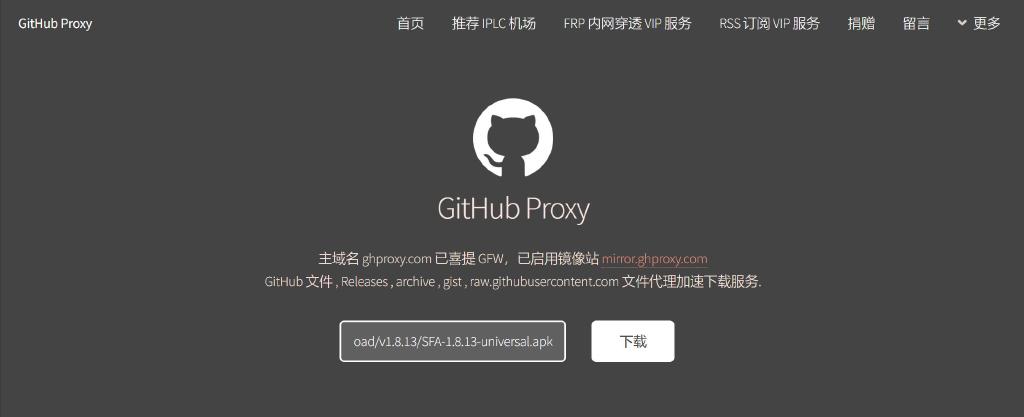 GitHub Proxy 首页 推荐 IPLC 机场 FRP 内网穿透 VIP 服务 RSS 订阅 VIP 服务 捐赠 留言 更多
GitHub Proxy
主域名 ghproxy.com 已喜提 GFW，已启用镜像站 mirror.ghproxy.com
GitHub 文件 , Releases , archive , gist , raw.githubusercontent.com 文件代理加速下载服务.
oad/v1.8.13/SFA-1.8.13-universal.apk 下载